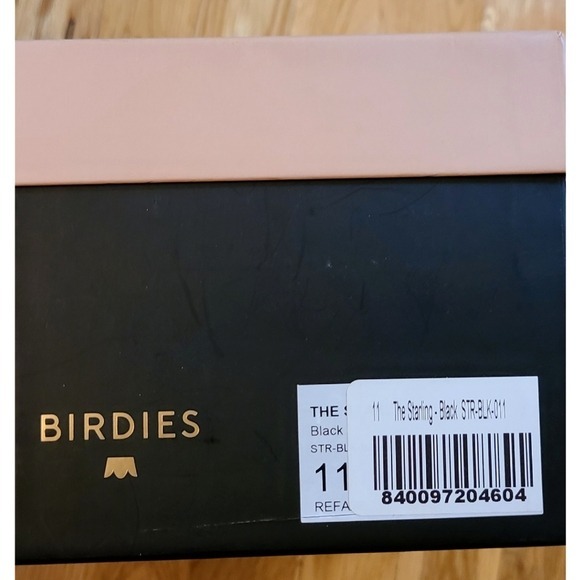 BIRDIES
THE S
Black
STR-BL
11
REFA
11 The Starling - Black STR-BLK-011
840097204604